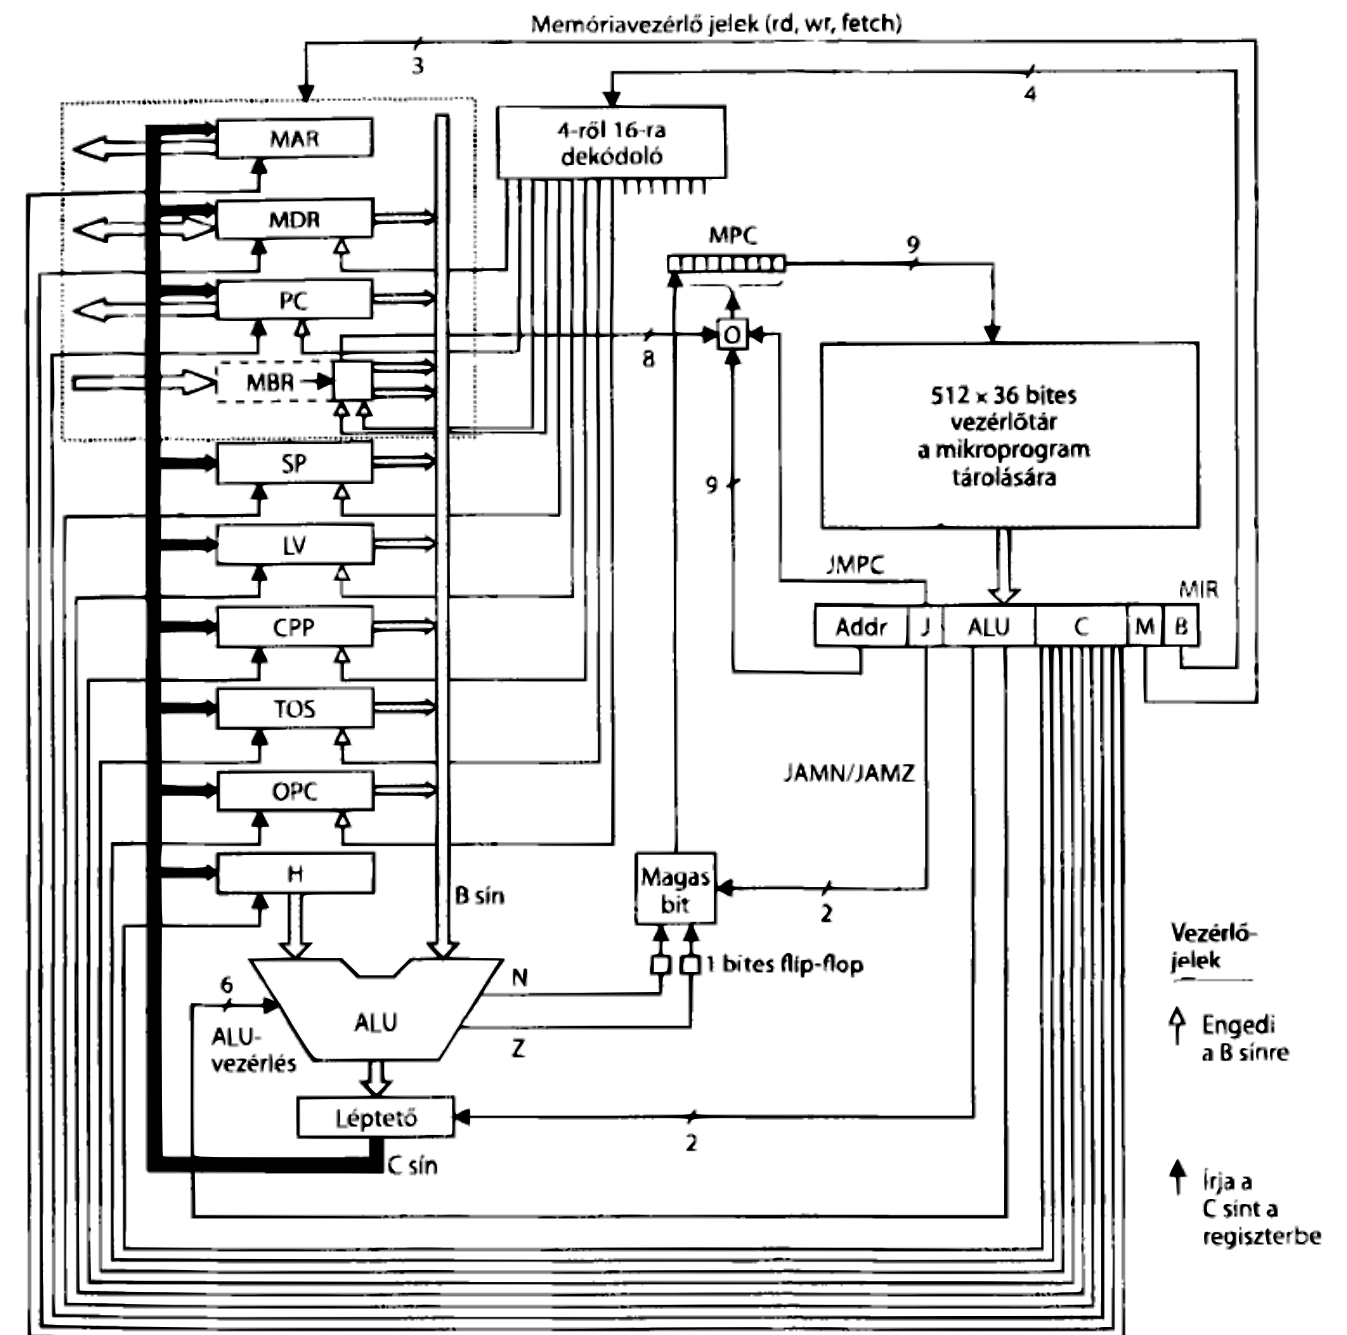 Memóriavezérlő jelek (rd, wr, fetch)
3
4
MAR
4-ről 16-ra
dekódoló
MDR
MPC
9
PC
O
8
MBR
512 × 36 bites
vezérlőtár
a mikroprogram
tárolására
SP
9
LV
JMPC
MIR
Addr
J
ALU
C
M
B
CPP
TOS
JAMN/JAMZ
OPC
H
Magas
bit
2
B sín
1 bites flip-flop
N
6
ALU
Z
ALU-
vezérlés
Léptető
2
C sín
Vezérlő-
jelek
Engedi
a B sínre
Írja a
C sínt a
regiszterbe